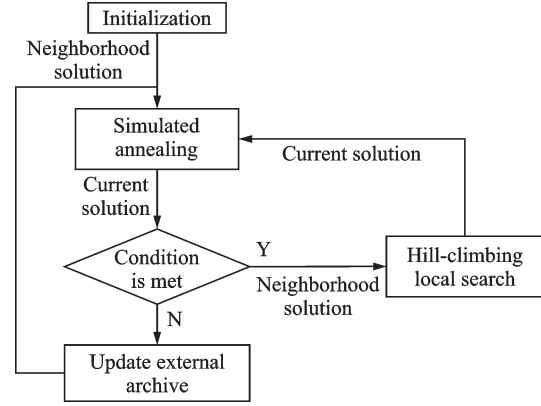 Initialization
Neighborhood
solution
Simulated
annealing
Current solution
Current
solution
Condition
is met
Y
Neighborhood
solution
Hill-climbing
local search
N
Update external
archive